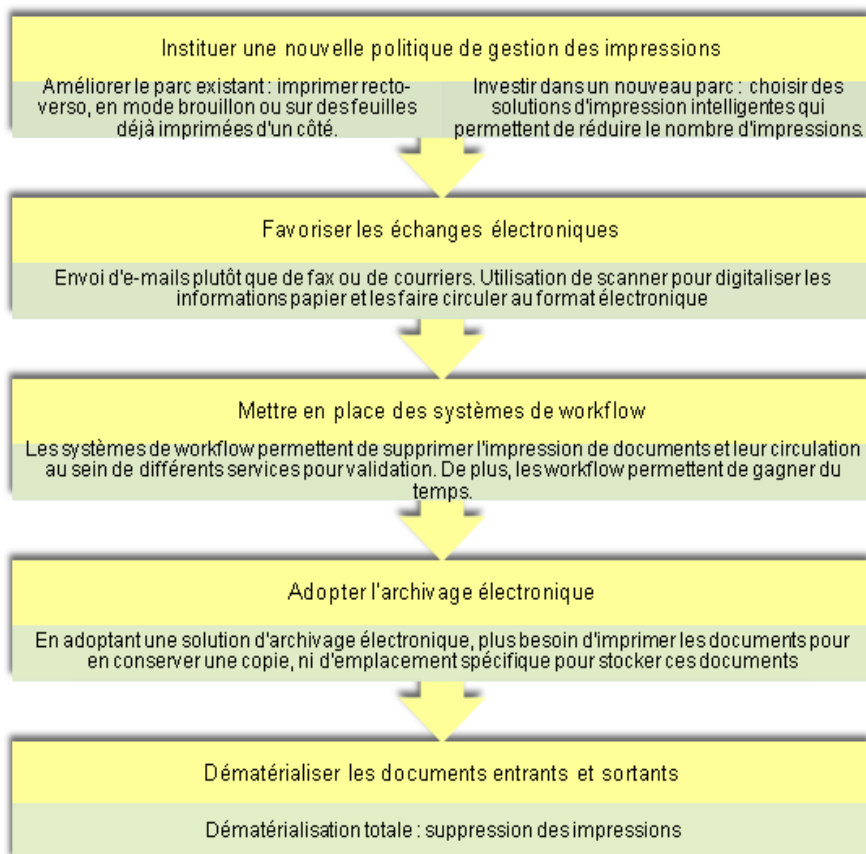 Instituer une nouvelle politique de gestion des impressions
Améliorer le parc existant : imprimer recto-
verso, en mode brouillon ou sur des feuilles
déjà imprimées d'un côté.
Investir dans un nouveau parc : choisir des
solutions d'impression intelligentes qui
permettent de réduire le nombre d'impressions.
Favoriser les échanges électroniques
Envoi d'e-mails plutôt que de fax ou de courriers. Utilisation de scanner pour digitaliser les
informations papier et les faire circuler au format électronique
Mettre en place des systèmes de workflow
Les systèmes de workflow permettent de supprimer l'impression de documents et leur circulation
au sein de différents services pour validation. De plus, les workflow permettent de gagner du
temps.
Adopter l'archivage électronique
En adoptant une solution d'archivage électronique, plus besoin d'imprimer les documents pour
en conserver une copie, ni d'emplacement spécifique pour stocker ces documents
Dématérialiser les documents entrants et sortants
Dématérialisation totale : suppression des impressions